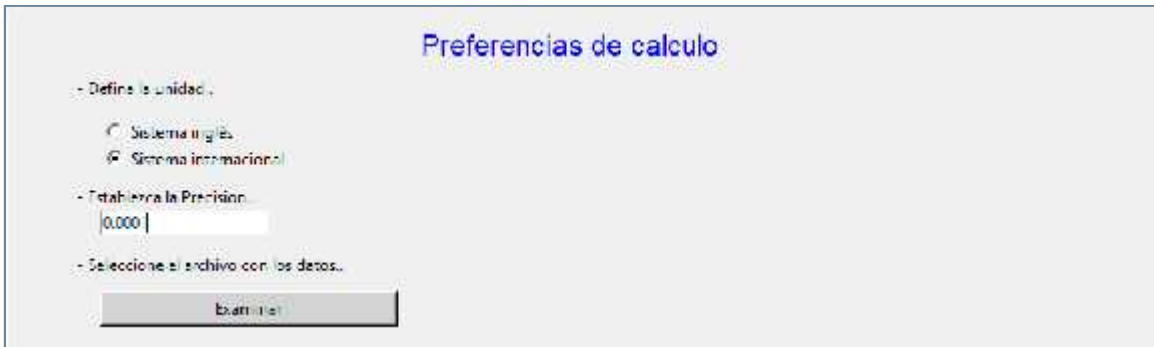 Preferencias de calculo
- Defina la unidad..
Sistema inglés
Sistema internacional
- Establezca la Precision...
0.000
- Seleccione el archivo con los datos..
Examinar